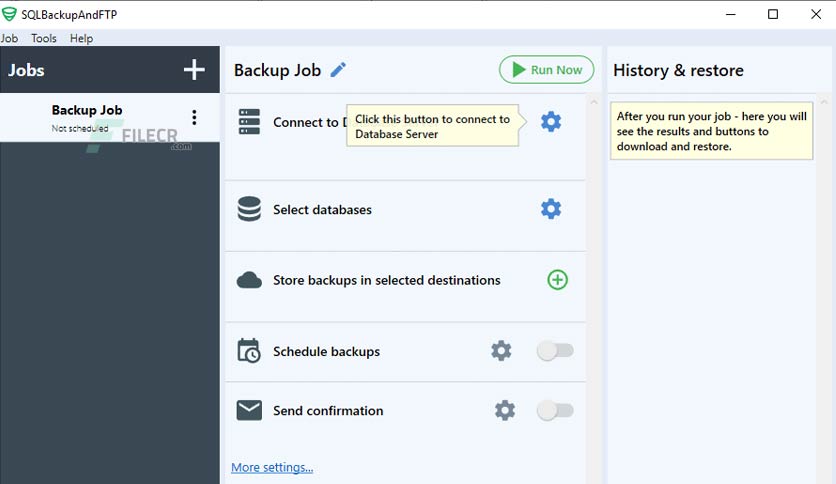 SQLBackupAndFTP
Job Tools Help
Jobs
Backup Job
Not scheduled
FILECR
.com
Backup Job
Run Now
Connect to D
Click this button to connect to
Database Server
Select databases
Store backups in selected destinations
Schedule backups
Send confirmation
More settings...
History & restore
After you run your job - here you will
see the results and buttons to
download and restore.